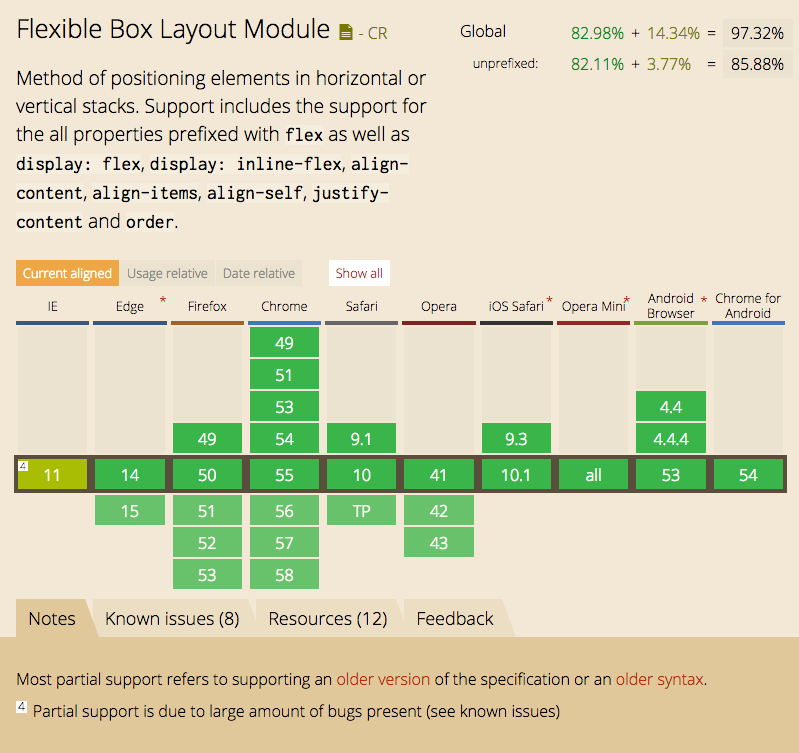 Flexible Box Layout Module - CR
Global 82.98% + 14.34% = 97.32%
unprefixed: 82.11% + 3.77% = 85.88%
Method of positioning elements in horizontal or
vertical stacks. Support includes the support for
the all properties prefixed with flex as well as
display: flex, display: inline-flex, align-
content, align-items, align-self, justify-
content and order.
Current aligned Usage relative Date relative Show all
IE Edge * Firefox Chrome Safari Opera iOS Safari * Opera Mini * Android Browser * Chrome for Android
49
51
53 4.4
49 54 9.1 9.3 4.4.4
4 11 14 50 55 10 41 10.1 all 53 54
15 51 56 TP 42
52 57 43
53 58
Notes Known issues (8) Resources (12) Feedback
Most partial support refers to supporting an older version of the specification or an older syntax.
4 Partial support is due to large amount of bugs present (see known issues)